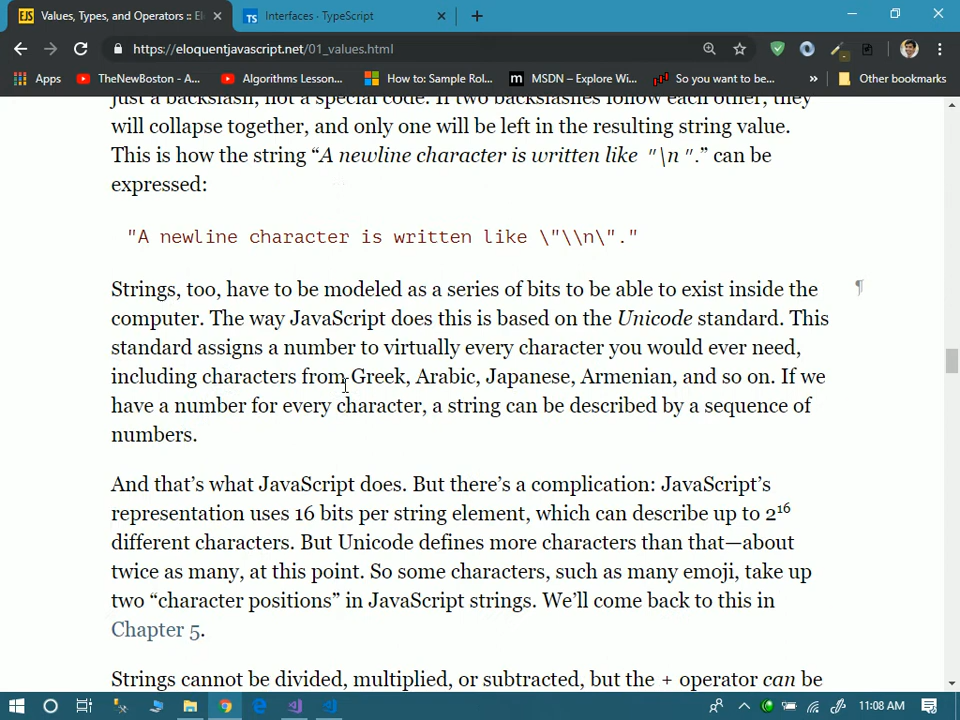 Values, Types, and Operators :: Elo
Interfaces · TypeScript
https://eloquentjavascript.net/01_values.html
Apps
TheNewBoston - A...
Algorithms Lesson...
How to: Sample Rol...
MSDN – Explore Wi...
So you want to be...
»
Other bookmarks
just a backslash, not a special code. If two backslashes follow each other, they
will collapse together, and only one will be left in the resulting string value.
This is how the string “A newline character is written like "\n".” can be
expressed:
"A newline character is written like \"\\n\"."
Strings, too, have to be modeled as a series of bits to be able to exist inside the ¶
computer. The way JavaScript does this is based on the Unicode standard. This
standard assigns a number to virtually every character you would ever need,
including characters from Greek, Arabic, Japanese, Armenian, and so on. If we
have a number for every character, a string can be described by a sequence of
numbers.
And that’s what JavaScript does. But there’s a complication: JavaScript’s
representation uses 16 bits per string element, which can describe up to 2¹⁶
different characters. But Unicode defines more characters than that—about
twice as many, at this point. So some characters, such as many emoji, take up
two “character positions” in JavaScript strings. We’ll come back to this in
Chapter 5.
Strings cannot be divided, multiplied, or subtracted, but the + operator can be
11:08 AM